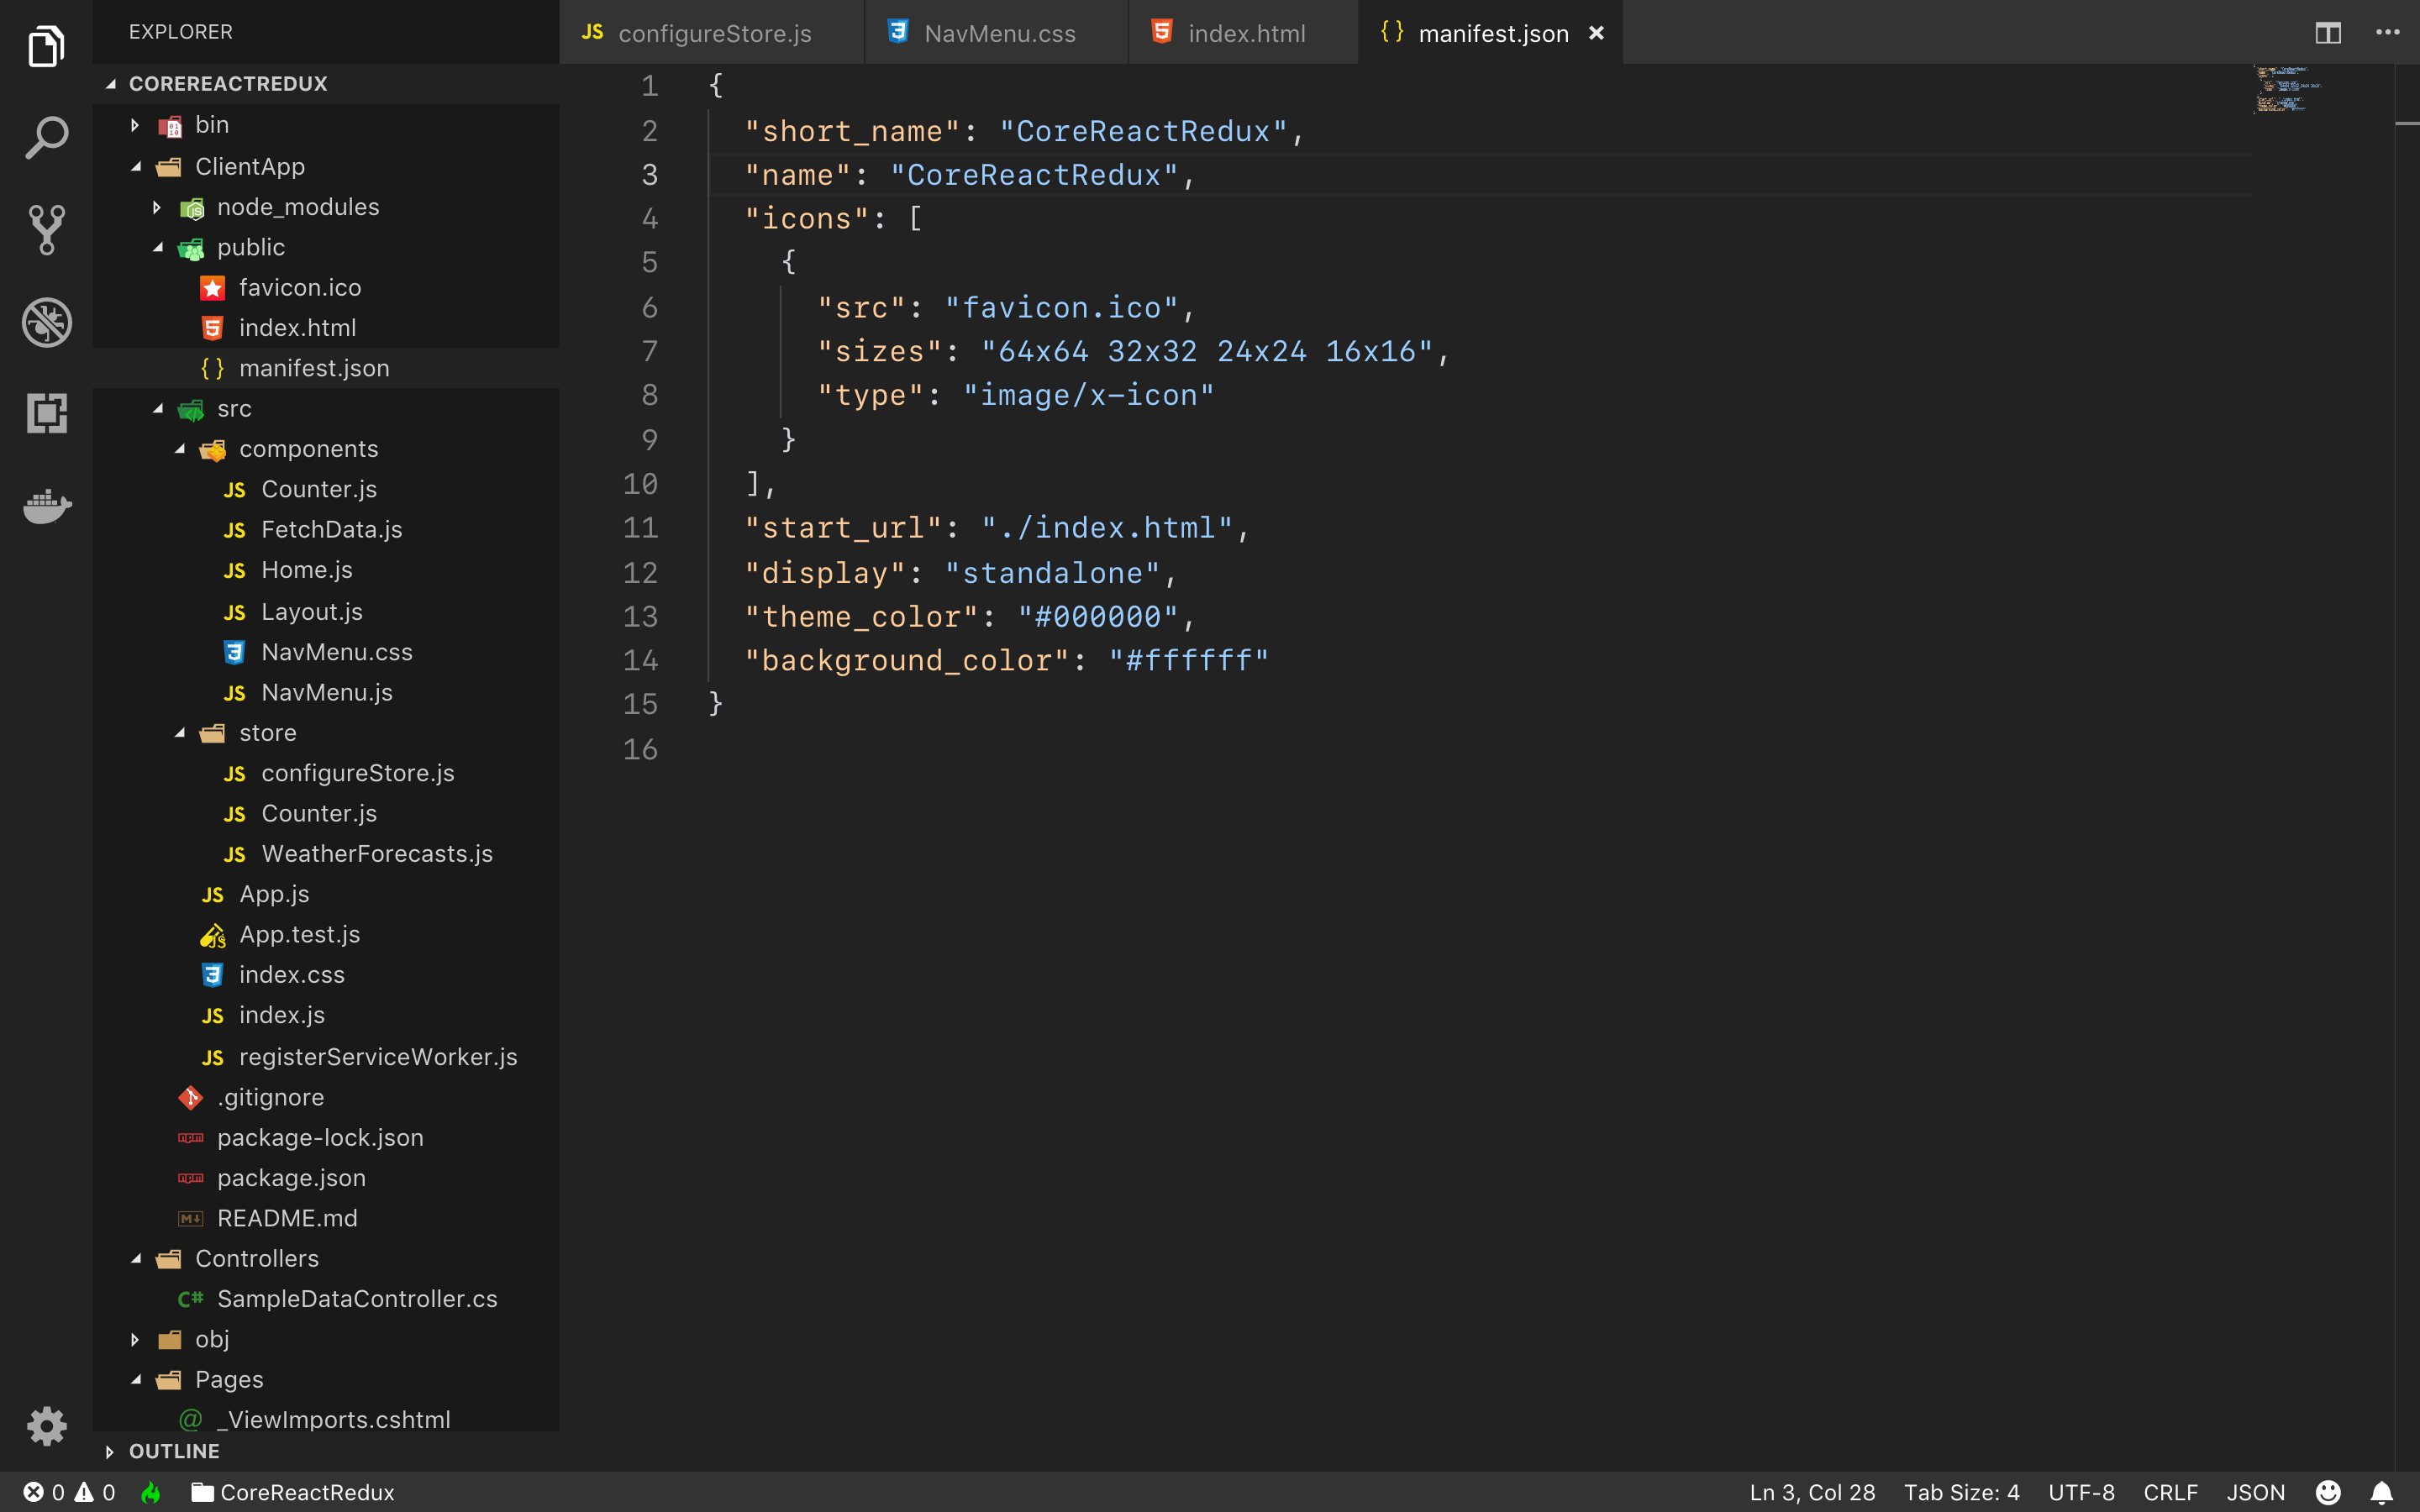 EXPLORER
COREREACTREDUX
bin
ClientApp
node_modules
public
favicon.ico
index.html
manifest.json
src
components
Counter.js
FetchData.js
Home.js
Layout.js
NavMenu.css
NavMenu.js
store
configureStore.js
Counter.js
WeatherForecasts.js
App.js
App.test.js
index.css
index.js
registerServiceWorker.js
.gitignore
package-lock.json
package.json
README.md
Controllers
SampleDataController.cs
obj
Pages
_ViewImports.cshtml
OUTLINE
JS configureStore.js NavMenu.css index.html {} manifest.json
1 {
2 "short_name": "CoreReactRedux",
3 "name": "CoreReactRedux",
4 "icons": [
5 {
6 "src": "favicon.ico",
7 "sizes": "64x64 32x32 24x24 16x16",
8 "type": "image/x-icon"
9 }
10 ],
11 "start_url": "./index.html",
12 "display": "standalone",
13 "theme_color": "#000000",
14 "background_color": "#ffffff"
15 }
16
0 0 CoreReactRedux Ln 3, Col 28 Tab Size: 4 UTF-8 CRLF JSON